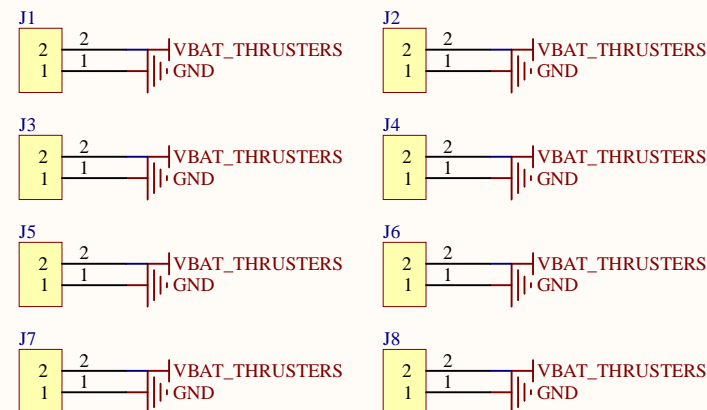 J1 J2
2 2 VBAT_THRUSTERS 2 2 VBAT_THRUSTERS
1 1 GND 1 1 GND
J3 J4
2 2 VBAT_THRUSTERS 2 2 VBAT_THRUSTERS
1 1 GND 1 1 GND
J5 J6
2 2 VBAT_THRUSTERS 2 2 VBAT_THRUSTERS
1 1 GND 1 1 GND
J7 J8
2 2 VBAT_THRUSTERS 2 2 VBAT_THRUSTERS
1 1 GND 1 1 GND